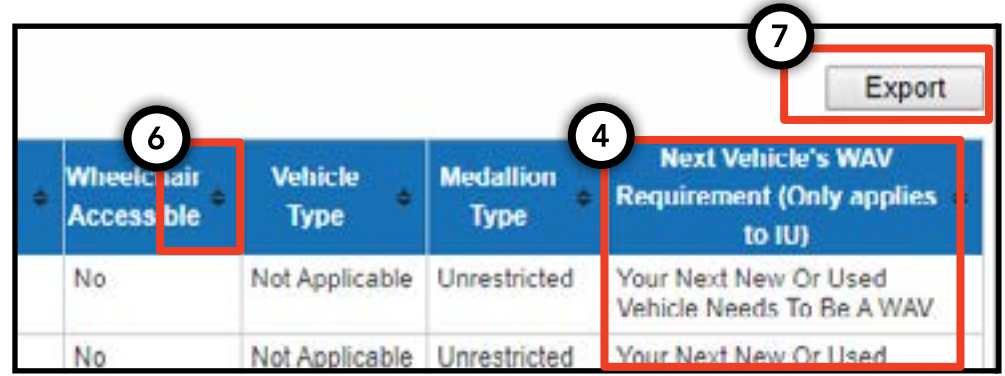 7
Export
6
4
Wheelchair
Accessible
Vehicle
Type
Medallion
Type
Next Vehicle's WAV
Requirement (Only applies
to IU)
No
Not Applicable
Unrestricted
Your Next New Or Used
Vehicle Needs To Be A WAV
No
Not Applicable
Unrestricted
Your Next New Or Used